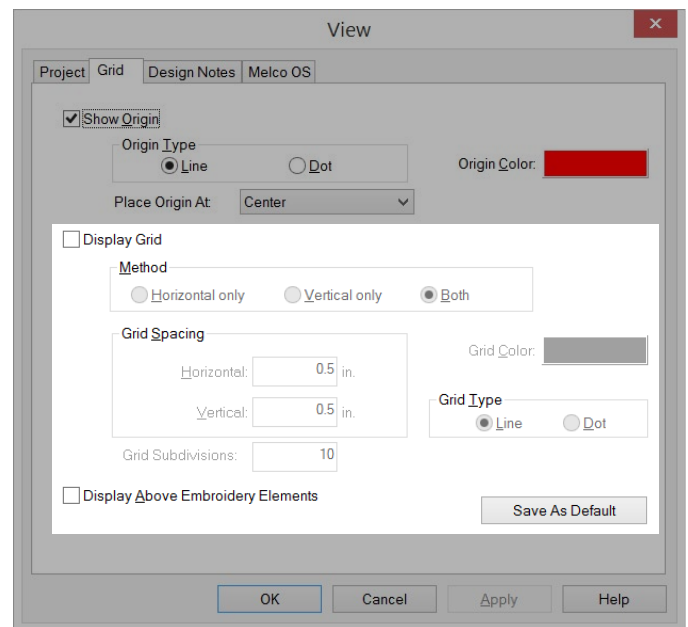 View
Project Grid Design Notes Melco OS
Show Origin
Origin Type
Line Dot Origin Color:
Place Origin At: Center
Display Grid
Method
Horizontal only Vertical only Both
Grid Spacing
Grid Color:
Horizontal: 0.5 in.
Grid Type
Vertical: 0.5 in.
Line Dot
Grid Subdivisions: 10
Display Above Embroidery Elements
Save As Default
OK Cancel Apply Help